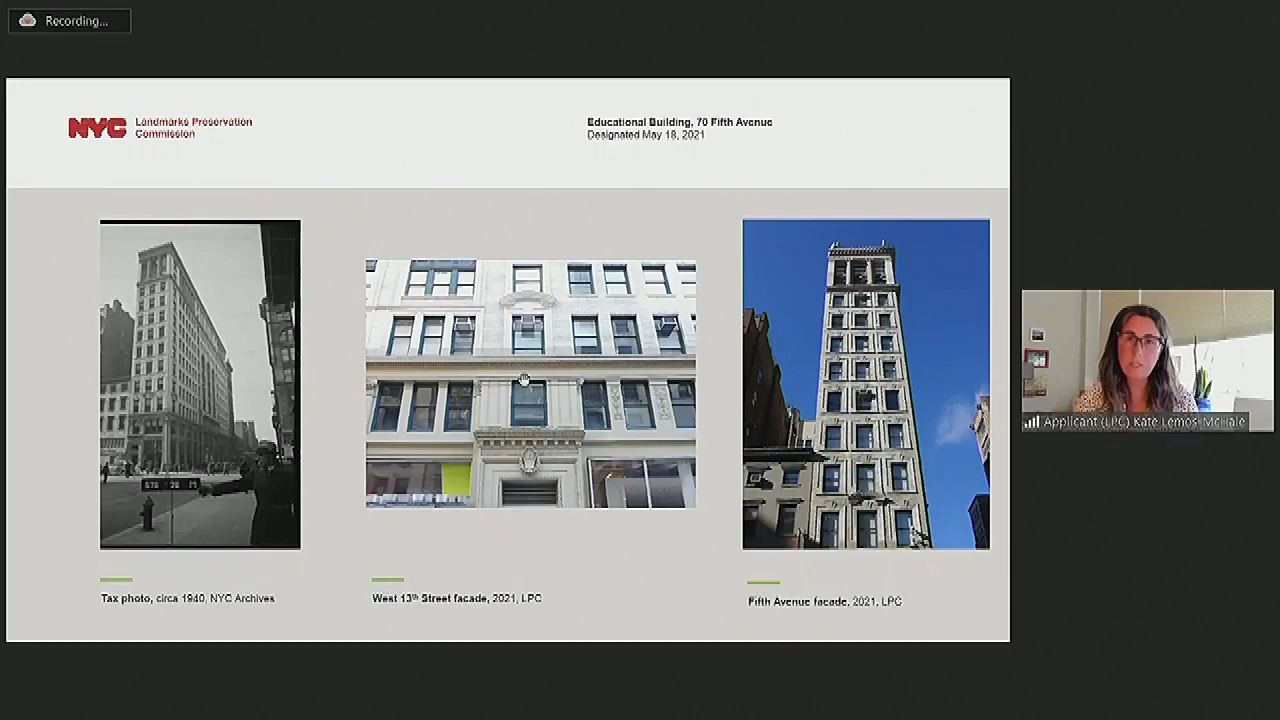 Recording...
NYC Landmarks Preservation
Commission
Educational Building, 70 Fifth Avenue
Designated May 18, 2021
Tax photo, circa 1940, NYC Archives
West 13th Street facade, 2021, LPC
Fifth Avenue facade, 2021, LPC
Applicant (LPC) Kate Lemos McHale